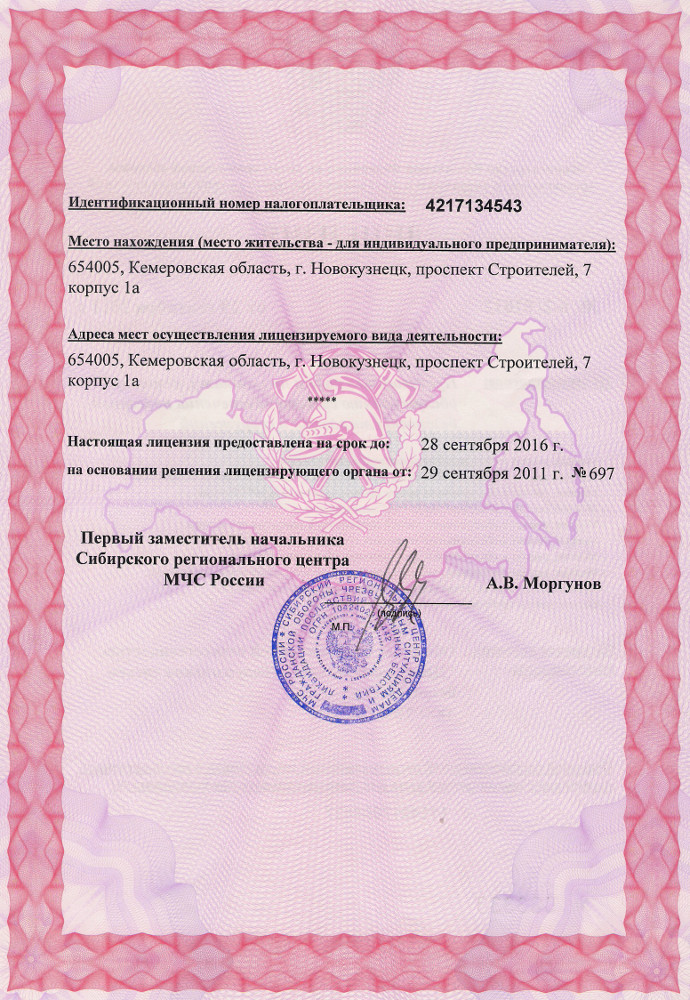 Идентификационный номер налогоплательщика: 4217134543
Место нахождения (место жительства - для индивидуального предпринимателя):
654005, Кемеровская область, г. Новокузнецк, проспект Строителей, 7
корпус 1а
Адреса мест осуществления лицензируемого вида деятельности:
654005, Кемеровская область, г. Новокузнецк, проспект Строителей, 7
корпус 1а
*****
Настоящая лицензия предоставлена на срок до: 28 сентября 2016 г.
на основании решения лицензирующего органа от: 29 сентября 2011 г. №697
Первый заместитель начальника
Сибирского регионального центра
МЧС России
А.В. Моргунов
(подпись)
М.П.
МЧС РОССИИ * СИБИРСКИЙ РЕГИОНАЛЬНЫЙ ЦЕНТР ПО ДЕЛАМ
ГРАЖДАНСКОЙ ОБОРОНЫ, ЧРЕЗВЫЧАЙНЫМ СИТУАЦИЯМ И
ЛИКВИДАЦИИ ПОСЛЕДСТВИЙ СТИХИЙНЫХ БЕДСТВИЙ
ОГРН